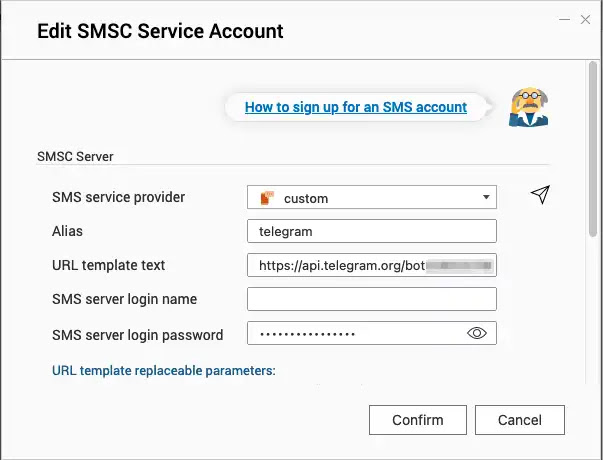 Edit SMSC Service Account
How to sign up for an SMS account
SMSC Server
SMS service provider
custom
Alias
telegram
URL template text
https://api.telegram.org/bot
SMS server login name
SMS server login password
••••••••••••••••
URL template replaceable parameters:
Confirm
Cancel